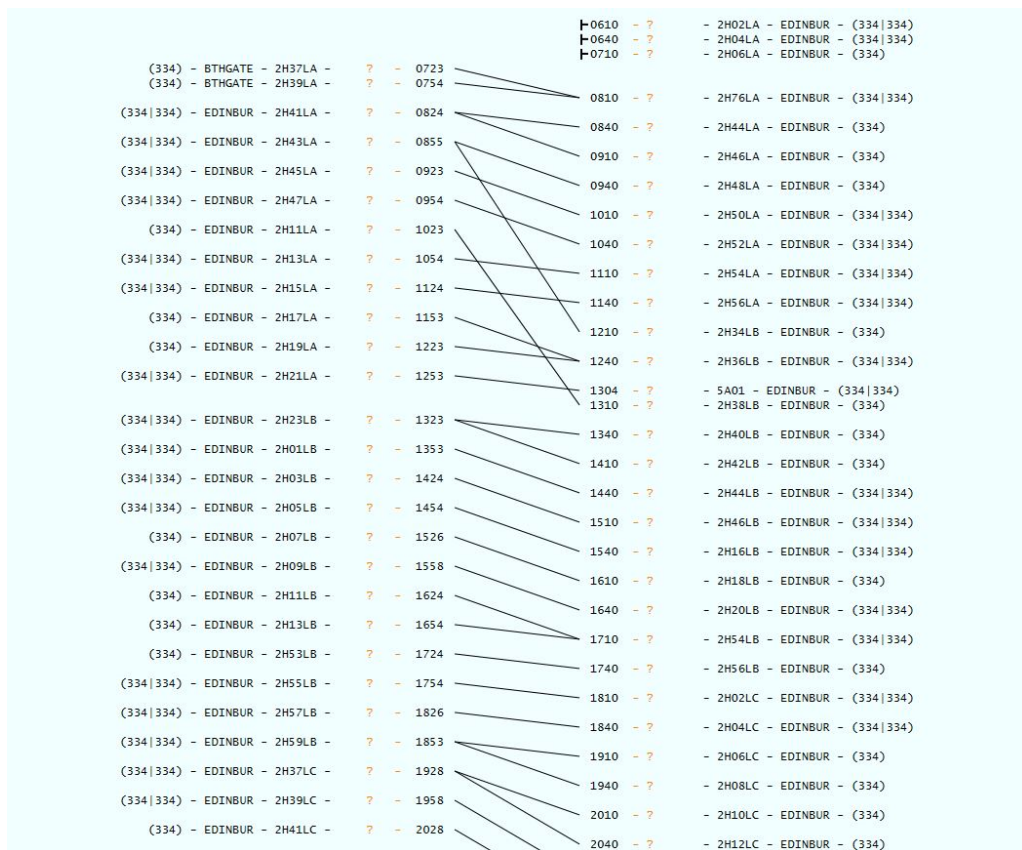 0610 - ? - 2H02LA - EDINBUR - (334|334)
0640 - ? - 2H04LA - EDINBUR - (334|334)
0710 - ? - 2H06LA - EDINBUR - (334)
(334) - BTHGATE - 2H37LA - ? - 0723
(334) - BTHGATE - 2H39LA - ? - 0754
0810 - ? - 2H76LA - EDINBUR - (334|334)
(334|334) - EDINBUR - 2H41LA - ? - 0824
0840 - ? - 2H44LA - EDINBUR - (334)
(334|334) - EDINBUR - 2H43LA - ? - 0855
0910 - ? - 2H46LA - EDINBUR - (334)
(334|334) - EDINBUR - 2H45LA - ? - 0923
0940 - ? - 2H48LA - EDINBUR - (334)
(334|334) - EDINBUR - 2H47LA - ? - 0954
1010 - ? - 2H50LA - EDINBUR - (334|334)
(334) - EDINBUR - 2H11LA - ? - 1023
1040 - ? - 2H52LA - EDINBUR - (334|334)
(334|334) - EDINBUR - 2H13LA - ? - 1054
1110 - ? - 2H54LA - EDINBUR - (334|334)
(334|334) - EDINBUR - 2H15LA - ? - 1124
1140 - ? - 2H56LA - EDINBUR - (334|334)
(334) - EDINBUR - 2H17LA - ? - 1153
1210 - ? - 2H34LB - EDINBUR - (334)
(334) - EDINBUR - 2H19LA - ? - 1223
1240 - ? - 2H36LB - EDINBUR - (334|334)
(334|334) - EDINBUR - 2H21LA - ? - 1253
1304 - ? - 5A01 - EDINBUR - (334|334)
1310 - ? - 2H38LB - EDINBUR - (334)
(334|334) - EDINBUR - 2H23LB - ? - 1323
1340 - ? - 2H40LB - EDINBUR - (334)
(334|334) - EDINBUR - 2H01LB - ? - 1353
1410 - ? - 2H42LB - EDINBUR - (334)
(334|334) - EDINBUR - 2H03LB - ? - 1424
1440 - ? - 2H44LB - EDINBUR - (334|334)
(334|334) - EDINBUR - 2H05LB - ? - 1454
1510 - ? - 2H46LB - EDINBUR - (334|334)
(334) - EDINBUR - 2H07LB - ? - 1526
1540 - ? - 2H16LB - EDINBUR - (334|334)
(334|334) - EDINBUR - 2H09LB - ? - 1558
1610 - ? - 2H18LB - EDINBUR - (334)
(334) - EDINBUR - 2H11LB - ? - 1624
1640 - ? - 2H20LB - EDINBUR - (334|334)
(334) - EDINBUR - 2H13LB - ? - 1654
1710 - ? - 2H54LB - EDINBUR - (334|334)
(334) - EDINBUR - 2H53LB - ? - 1724
1740 - ? - 2H56LB - EDINBUR - (334)
(334|334) - EDINBUR - 2H55LB - ? - 1754
1810 - ? - 2H02LC - EDINBUR - (334|334)
(334|334) - EDINBUR - 2H57LB - ? - 1826
1840 - ? - 2H04LC - EDINBUR - (334|334)
(334|334) - EDINBUR - 2H59LB - ? - 1853
1910 - ? - 2H06LC - EDINBUR - (334)
(334|334) - EDINBUR - 2H37LC - ? - 1928
1940 - ? - 2H08LC - EDINBUR - (334)
(334|334) - EDINBUR - 2H39LC - ? - 1958
2010 - ? - 2H10LC - EDINBUR - (334)
(334) - EDINBUR - 2H41LC - ? - 2028
2040 - ? - 2H12LC - EDINBUR - (334)